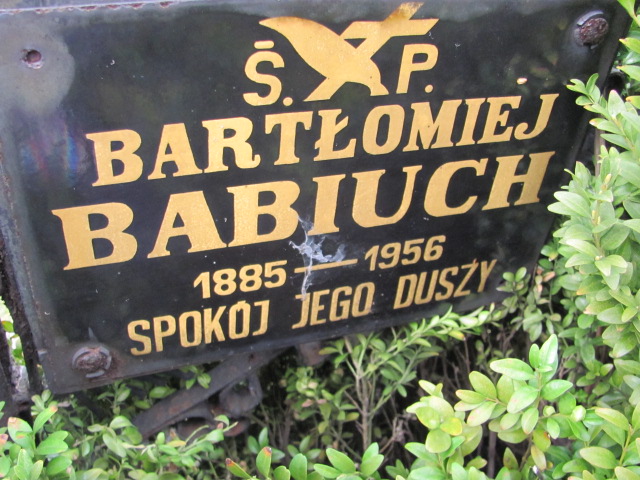 Ś. P.
BARTŁOMIEJ
BABIUCH
1885 — 1956
SPOKÓJ JEGO DUSZY